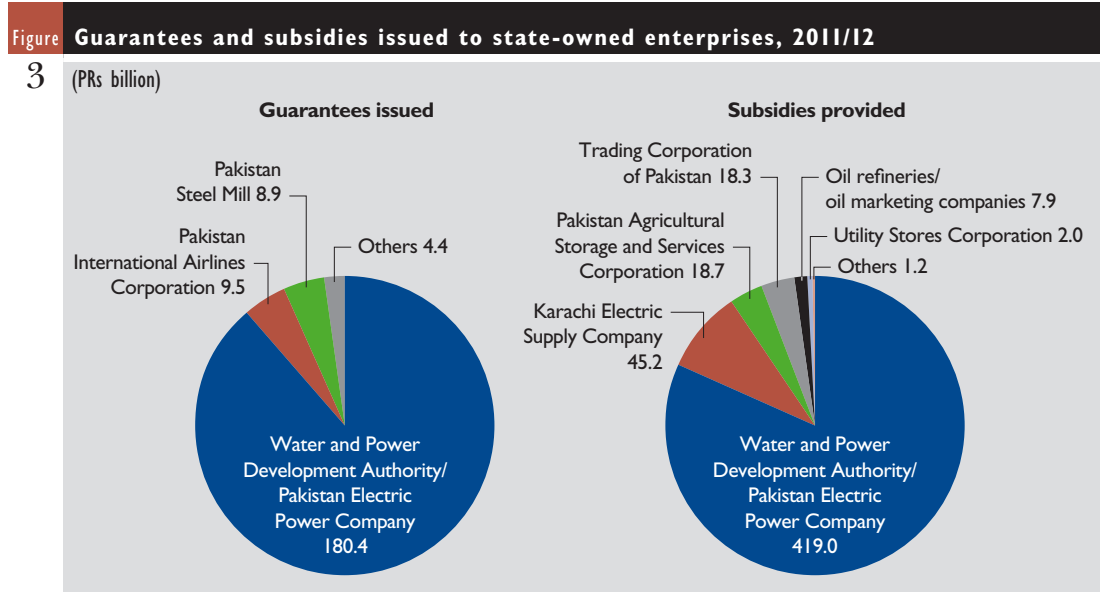 Figure
3
Guarantees and subsidies issued to state-owned enterprises, 2011/12
(PRs billion)
Guarantees issued
Pakistan
Steel Mill 8.9
Pakistan
International Airlines
Corporation 9.5
Others 4.4
Water and Power
Development Authority/
Pakistan Electric
Power Company
180.4
Subsidies provided
Trading Corporation
of Pakistan 18.3
Pakistan Agricultural
Storage and Services
Corporation 18.7
Karachi Electric
Supply Company
45.2
Oil refineries/
oil marketing companies 7.9
Utility Stores Corporation 2.0
Others 1.2
Water and Power
Development Authority/
Pakistan Electric
Power Company
419.0